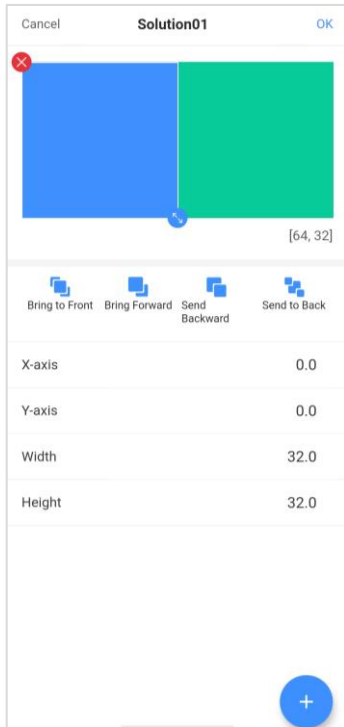 Cancel Solution01 OK
[64, 32]
Bring to Front Bring Forward Send Backward Send to Back
X-axis 0.0
Y-axis 0.0
Width 32.0
Height 32.0
+